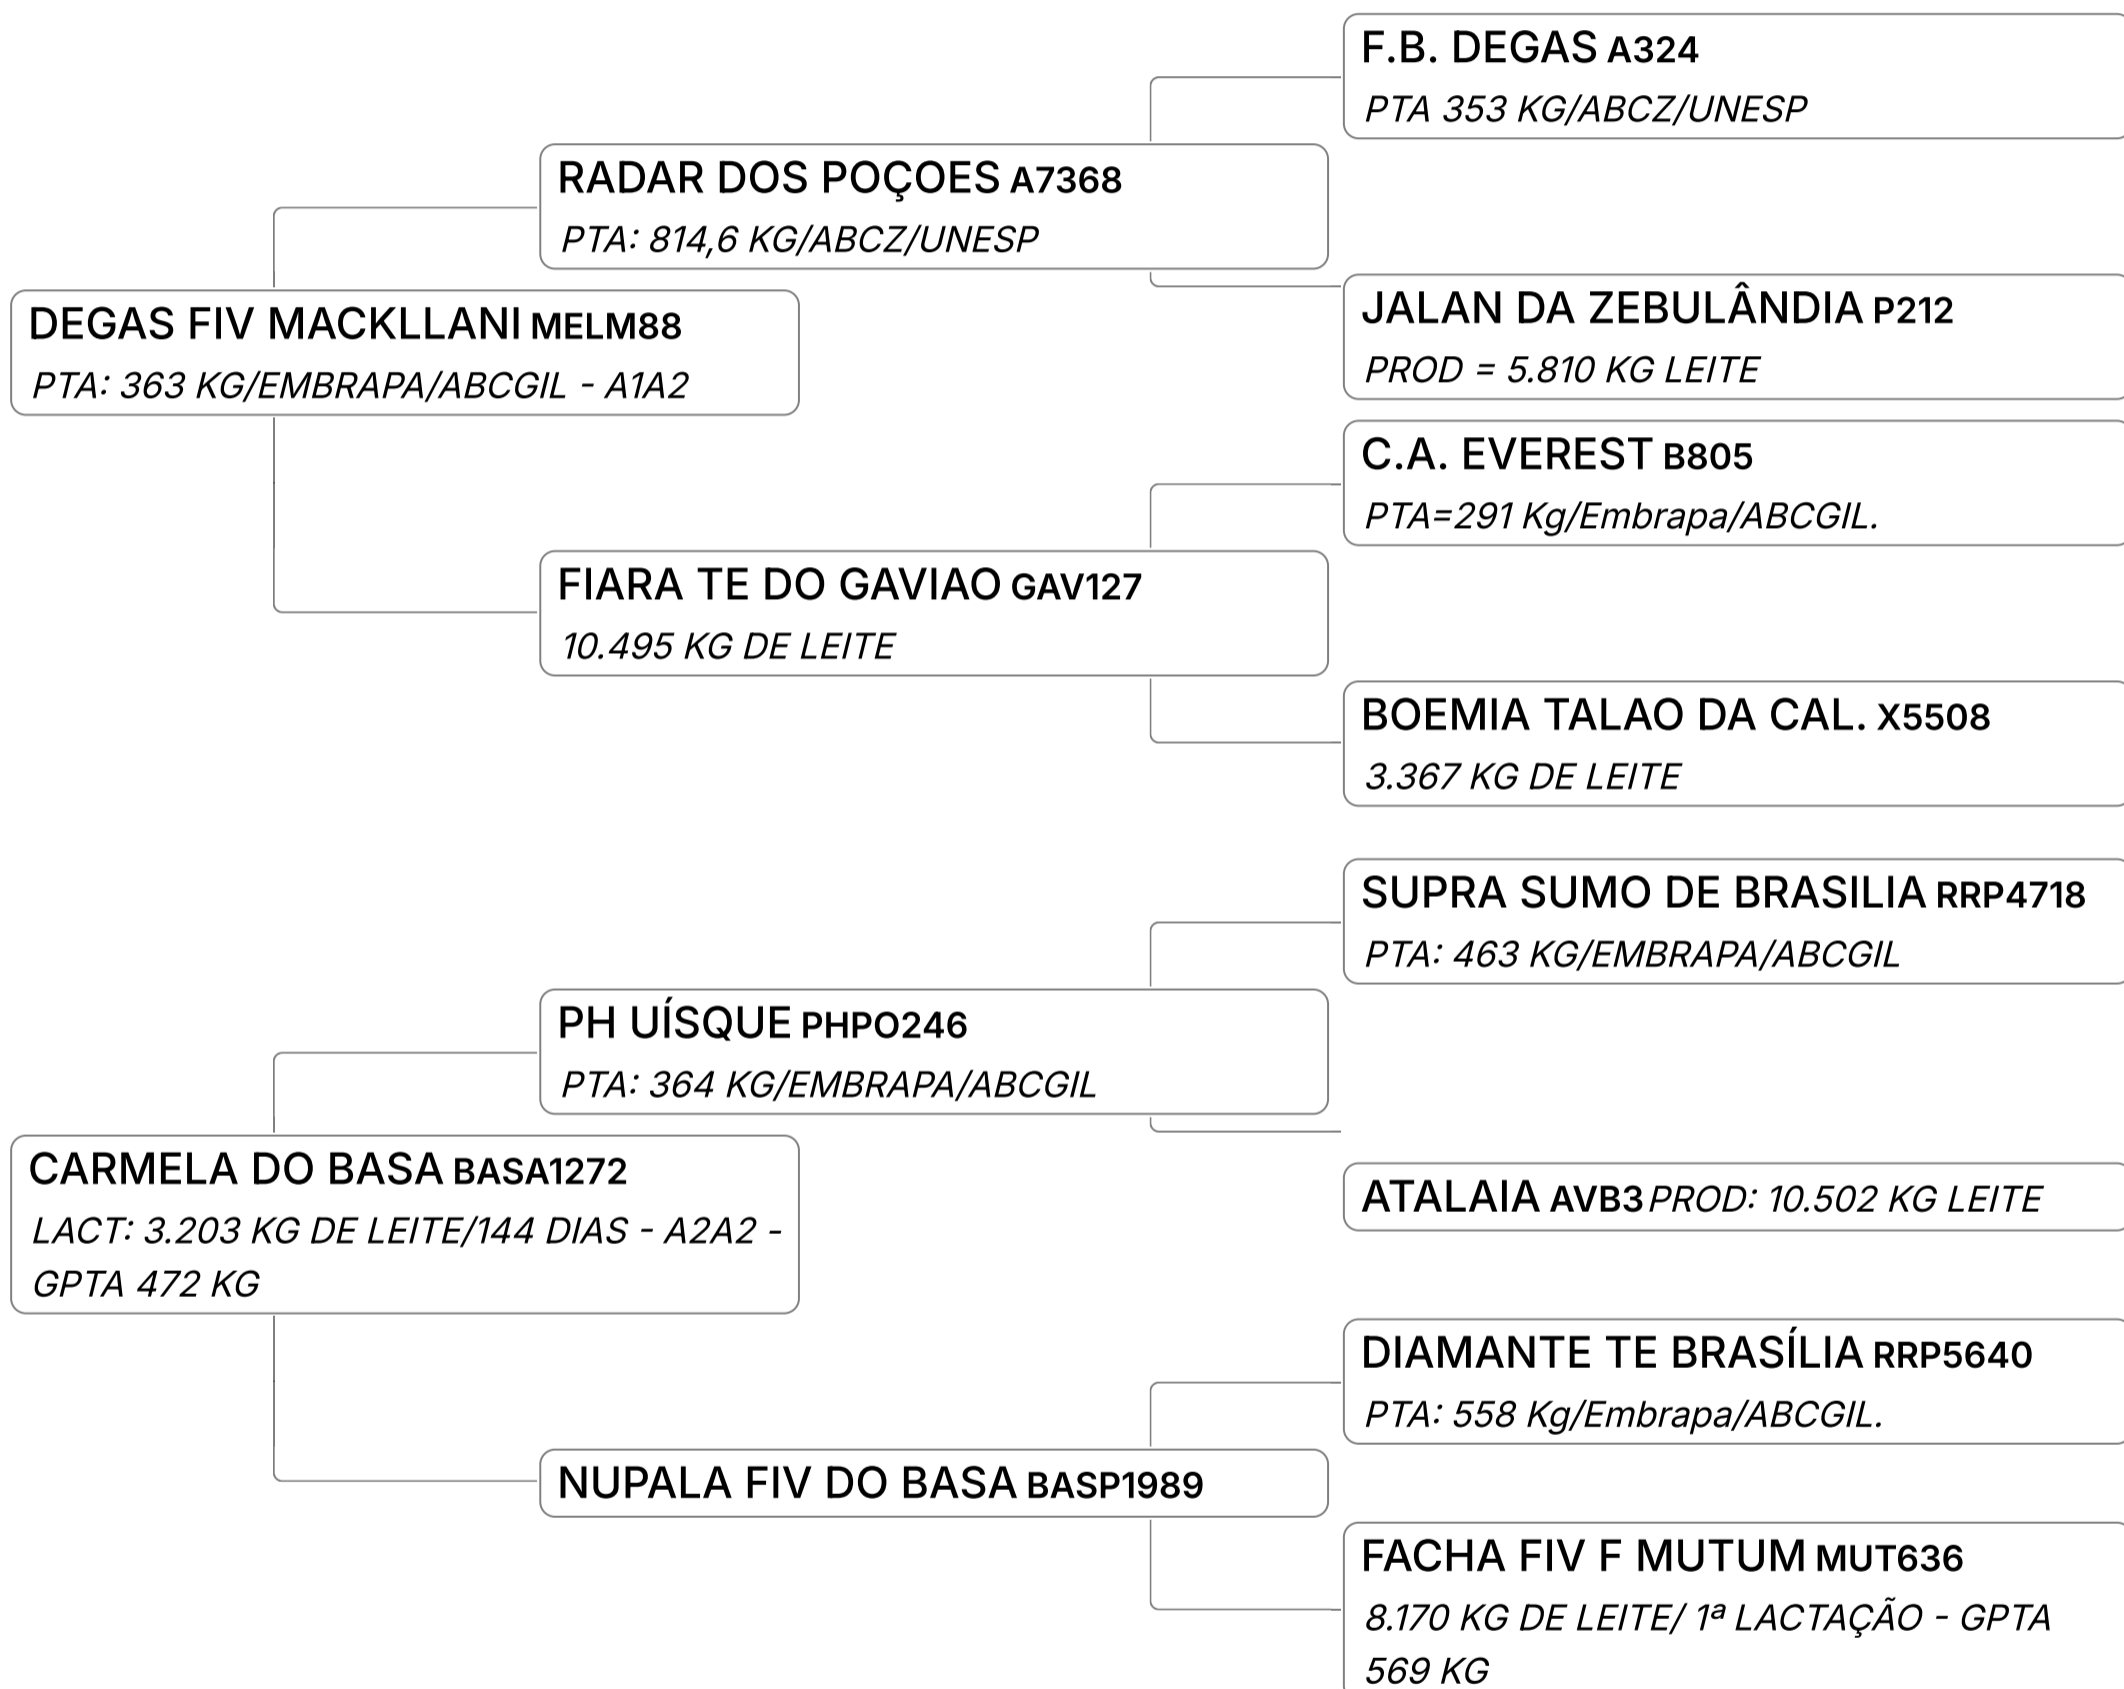 F.B. DEGAS A324
PTA 353 KG/ABCZ/UNESP
RADAR DOS POÇOES A7368
PTA: 814,6 KG/ABCZ/UNESP
JALAN DA ZEBULÂNDIA P212
PROD = 5.810 KG LEITE
DEGAS FIV MACKLLANI MELM88
PTA: 363 KG/EMBRAPA/ABCGIL - A1A2
C.A. EVEREST B805
PTA=291 Kg/Embrapa/ABCGIL.
FIARA TE DO GAVIAO GAV127
10.495 KG DE LEITE
BOEMIA TALAO DA CAL. X5508
3.367 KG DE LEITE
SUPRA SUMO DE BRASILIA RRP4718
PTA: 463 KG/EMBRAPA/ABCGIL
PH UÍSQUE PHPO246
PTA: 364 KG/EMBRAPA/ABCGIL
ATALAIA AVB3 PROD: 10.502 KG LEITE
CARMELA DO BASA BASA1272
LACT: 3.203 KG DE LEITE/144 DIAS - A2A2 -
GPTA 472 KG
DIAMANTE TE BRASÍLIA RRP5640
PTA: 558 Kg/Embrapa/ABCGIL.
NUPALA FIV DO BASA BASP1989
FACHA FIV F MUTUM MUT636
8.170 KG DE LEITE/ 1ª LACTAÇÃO - GPTA
569 KG